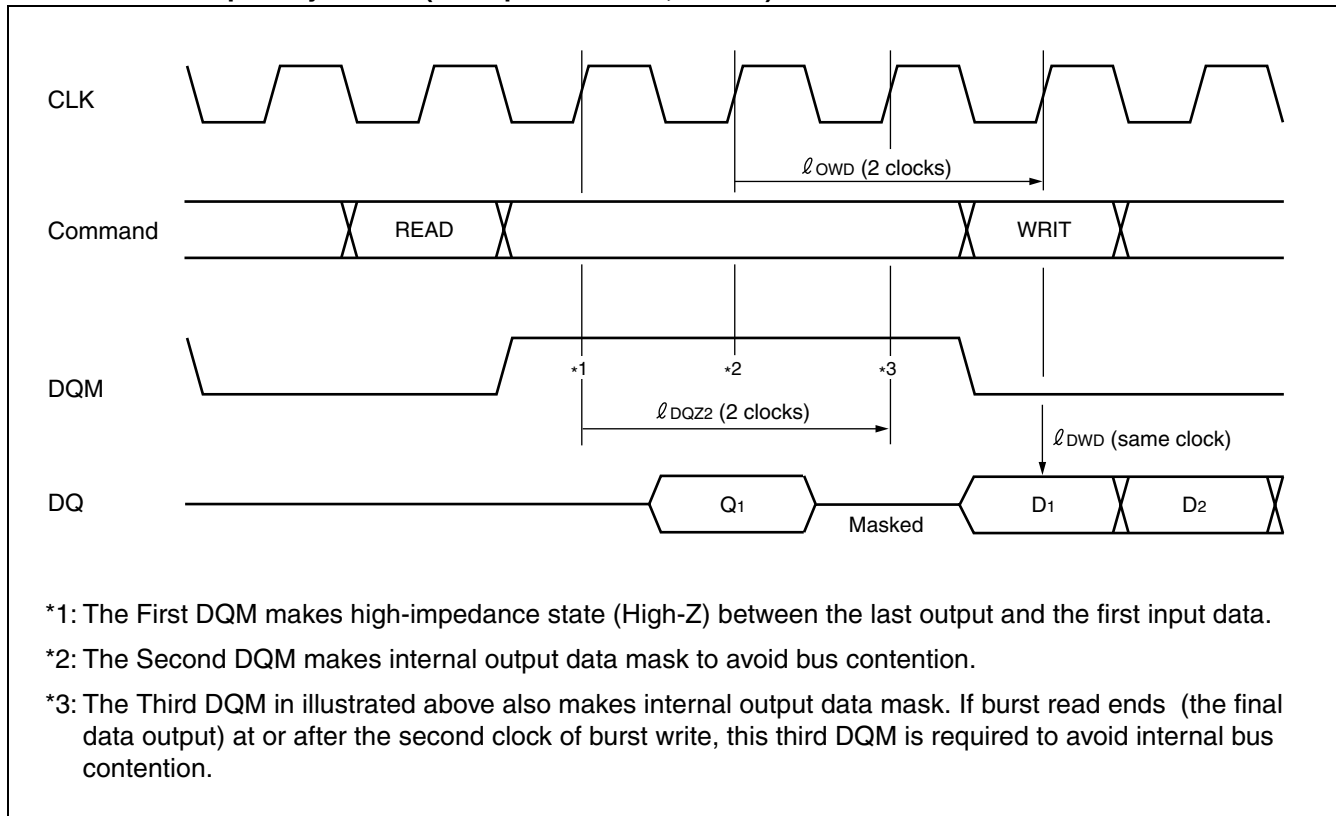 CLK
ℓOWD (2 clocks)
Command
READ
WRIT
*1
*2
*3
DQM
ℓDQZ2 (2 clocks)
ℓDWD (same clock)
DQ
Q1
Masked
D1
D2
*1: The First DQM makes high-impedance state (High-Z) between the last output and the first input data.
*2: The Second DQM makes internal output data mask to avoid bus contention.
*3: The Third DQM in illustrated above also makes internal output data mask. If burst read ends (the final
data output) at or after the second clock of burst write, this third DQM is required to avoid internal bus
contention.